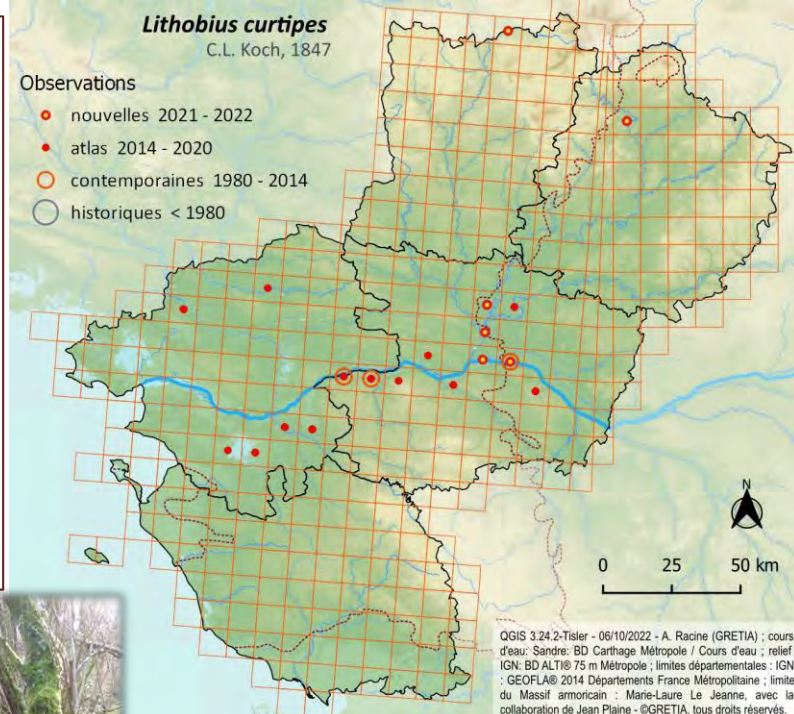 Lithobius curtipes
C.L. Koch, 1847
Observations
nouvelles 2021 - 2022
atlas 2014 - 2020
contemporaines 1980 - 2014
historiques < 1980
N
0 25 50 km
QGIS 3.24.2-Tisler - 06/10/2022 - A. Racine (GRETIA) ; cours
d'eau: Sandre: BD Carthage Métropole / Cours d'eau ; relief :
IGN: BD ALTI® 75 m Métropole ; limites départementales : IGN
: GEOFLA® 2014 Départements France Métropolitaine ; limite
du Massif armoricain : Marie-Laure Le Jeanne, avec la
collaboration de Jean Plaine - ©GRETIA, tous droits réservés.